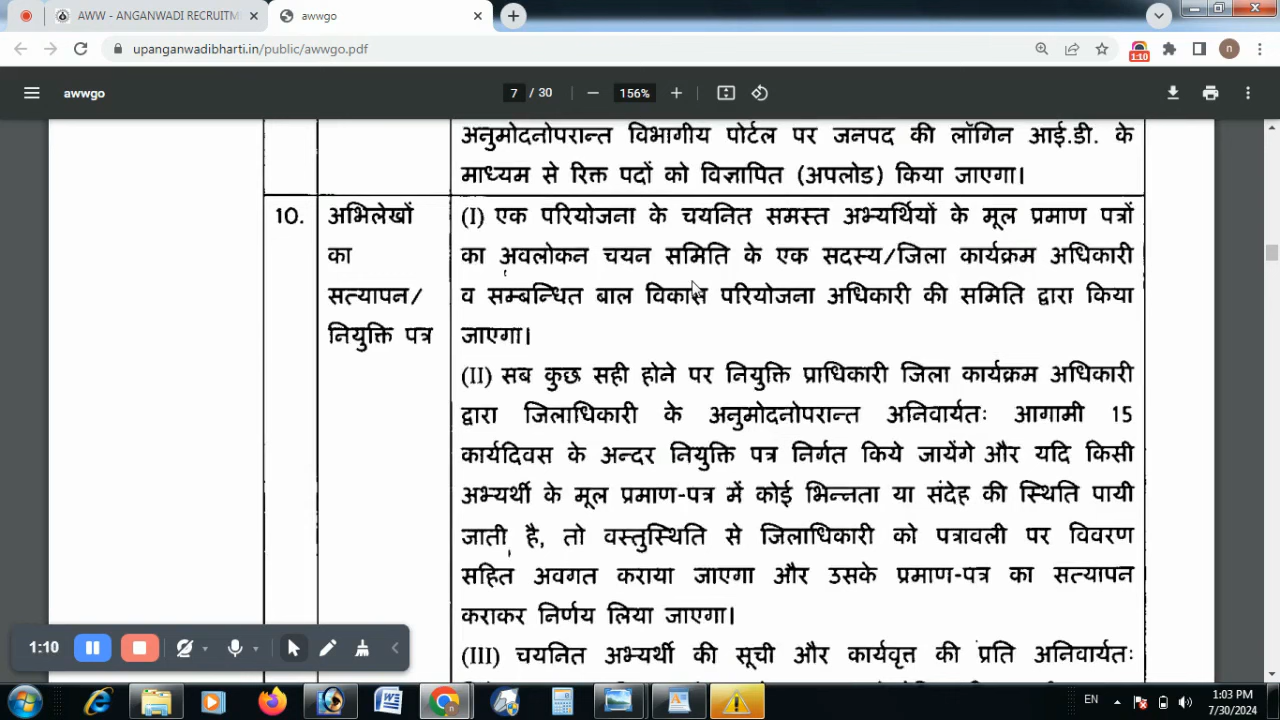 AWW - ANGANWADI RECRUITM
awwgo
upanganwadibharti.in/public/awwgo.pdf
1:10
n
awwgo
7 / 30
156%
अनुमोदनोपरान्त विभागीय पोर्टल पर जनपद की लॉगिन आई.डी. के
माध्यम से रिक्त पदों को विज्ञापित (अपलोड) किया जाएगा।
10. अभिलेखों (I) एक परियोजना के चयनित समस्त अभ्यर्थियों के मूल प्रमाण पत्रों
का का अवलोकन चयन समिति के एक सदस्य/जिला कार्यक्रम अधिकारी
सत्यापन/ व सम्बन्धित बाल विकास परियोजना अधिकारी की समिति द्वारा किया
नियुक्ति पत्र जाएगा।
(II) सब कुछ सही होने पर नियुक्ति प्राधिकारी जिला कार्यक्रम अधिकारी
द्वारा जिलाधिकारी के अनुमोदनोपरान्त अनिवार्यतः आगामी 15
कार्यदिवस के अन्दर नियुक्ति पत्र निर्गत किये जायेंगे और यदि किसी
अभ्यर्थी के मूल प्रमाण-पत्र में कोई भिन्नता या संदेह की स्थिति पायी
जाती है, तो वस्तुस्थिति से जिलाधिकारी को पत्रावली पर विवरण
सहित अवगत कराया जाएगा और उसके प्रमाण-पत्र का सत्यापन
कराकर निर्णय लिया जाएगा।
(III) चयनित अभ्यर्थी की सूची और कार्यवृत्त की प्रति अनिवार्यतः
1:10
EN
1:03 PM
7/30/2024